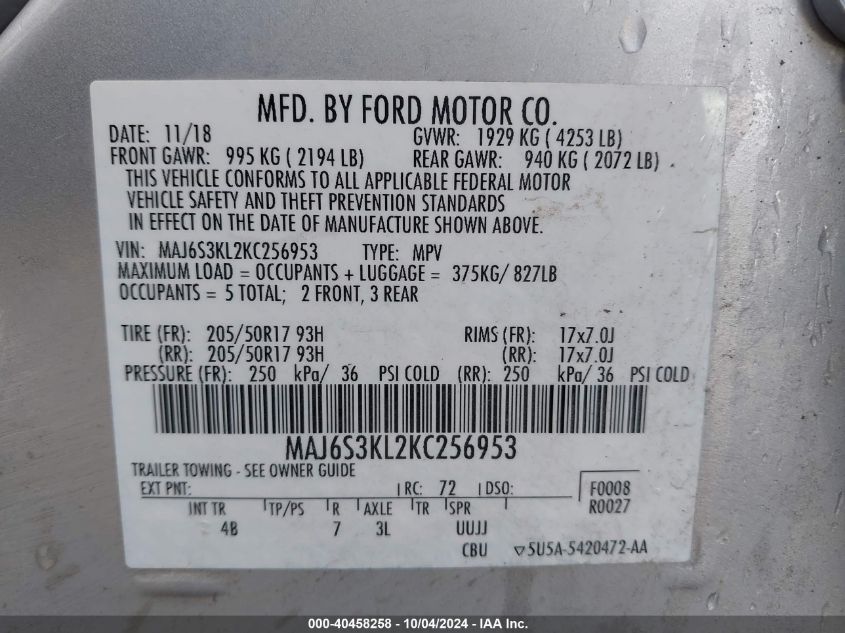 MFD. BY FORD MOTOR CO.
DATE: 11/18 GVWR: 1929 KG ( 4253 LB)
FRONT GAWR: 995 KG ( 2194 LB) REAR GAWR: 940 KG ( 2072 LB)
THIS VEHICLE CONFORMS TO ALL APPLICABLE FEDERAL MOTOR
VEHICLE SAFETY AND THEFT PREVENTION STANDARDS
IN EFFECT ON THE DATE OF MANUFACTURE SHOWN ABOVE.
VIN: MAJ6S3KL2KC256953 TYPE: MPV
MAXIMUM LOAD = OCCUPANTS + LUGGAGE = 375KG/ 827LB
OCCUPANTS = 5 TOTAL; 2 FRONT, 3 REAR
TIRE (FR): 205/50R17 93H RIMS (FR): 17x7.0J
(RR): 205/50R17 93H (RR): 17x7.0J
PRESSURE (FR): 250 kPa/ 36 PSI COLD (RR): 250 kPa/ 36 PSI COLD
MAJ6S3KL2KC256953
TRAILER TOWING - SEE OWNER GUIDE
EXT PNT: RC: 72 DSO: F0008
R0027
INT TR TP/PS R AXLE TR SPR
4B 7 3L UUJJ
CBU ▽5U5A-5420472-AA
000-40458258 - 10/04/2024 - IAAI.com